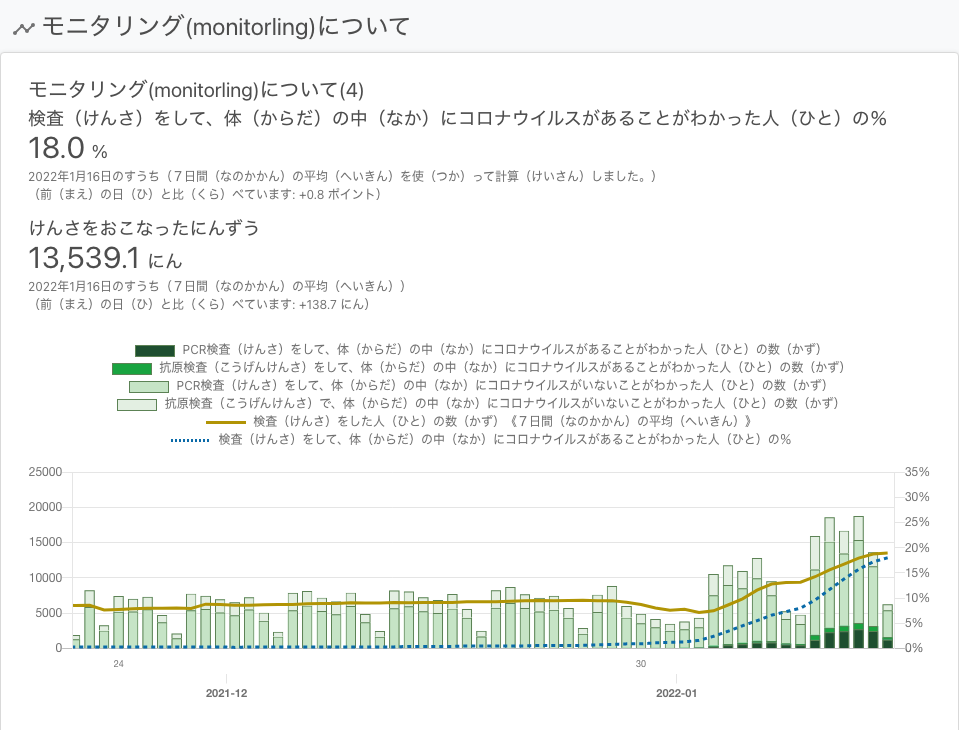 モニタリング(monitorling)について
モニタリング(monitorling)について(4)
検査（けんさ）をして、体（からだ）の中（なか）にコロナウイルスがあることがわかった人（ひと）の%
18.0 %
2022年1月16日のすうち（７日間（なのかかん）の平均（へいきん）を使（つか）って計算（けいさん）しました。）
（前（まえ）の日（ひ）と比（くら）べています: +0.8 ポイント）
けんさをおこなったにんずう
13,539.1 にん
2022年1月16日のすうち（７日間（なのかかん）の平均（へいきん））
（前（まえ）の日（ひ）と比（くら）べています: +138.7 にん）
PCR検査（けんさ）をして、体（からだ）の中（なか）にコロナウイルスがあることがわかった人（ひと）の数（かず）
抗原検査（こうげんけんさ）をして、体（からだ）の中（なか）にコロナウイルスがあることがわかった人（ひと）の数（かず）
PCR検査（けんさ）をして、体（からだ）の中（なか）にコロナウイルスがいないことがわかった人（ひと）の数（かず）
抗原検査（こうげんけんさ）で、体（からだ）の中（なか）にコロナウイルスがいないことがわかった人（ひと）の数（かず）
検査（けんさ）をした人（ひと）の数（かず）《７日間（なのかかん）の平均（へいきん）》
検査（けんさ）をして、体（からだ）の中（なか）にコロナウイルスがあることがわかった人（ひと）の%
25000 35%
30%
20000
25%
15000
20%
10000 15%
10%
5000
5%
0 0%
24 30
2021-12 2022-01